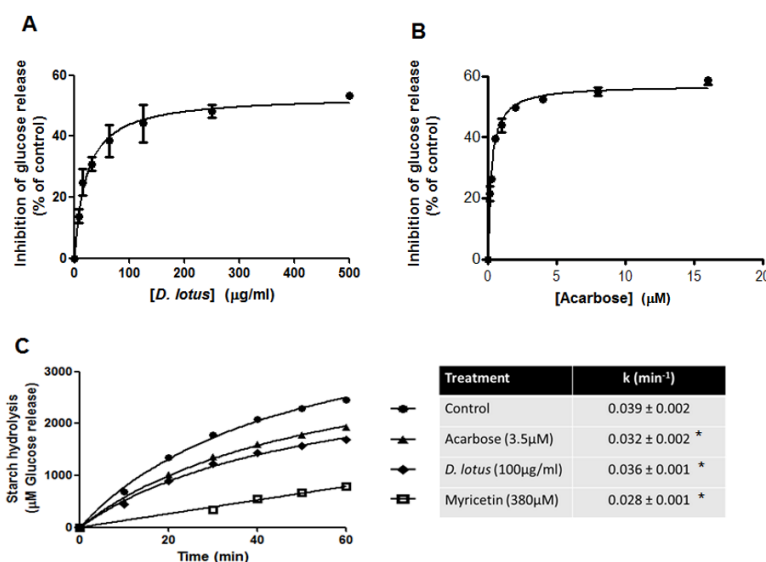 A
Inhibition of glucose release
(% of control)
60
40
20
0
0 100 200 300 400 500
[D. lotus] (μg/ml)
B
Inhibition of glucose release
(% of control)
60
50
40
30
20
10
0
0 5 10 15 20
[Acarbose] (μM)
C
Starch hydrolysis
(μM Glucose release)
3000
2000
1000
0
0 20 40 60
Time (min)
Treatment k (min⁻¹)
Control 0.039 ± 0.002
Acarbose (3.5μM) 0.032 ± 0.002 *
D. lotus (100μg/ml) 0.036 ± 0.001 *
Myricetin (380μM) 0.028 ± 0.001 *